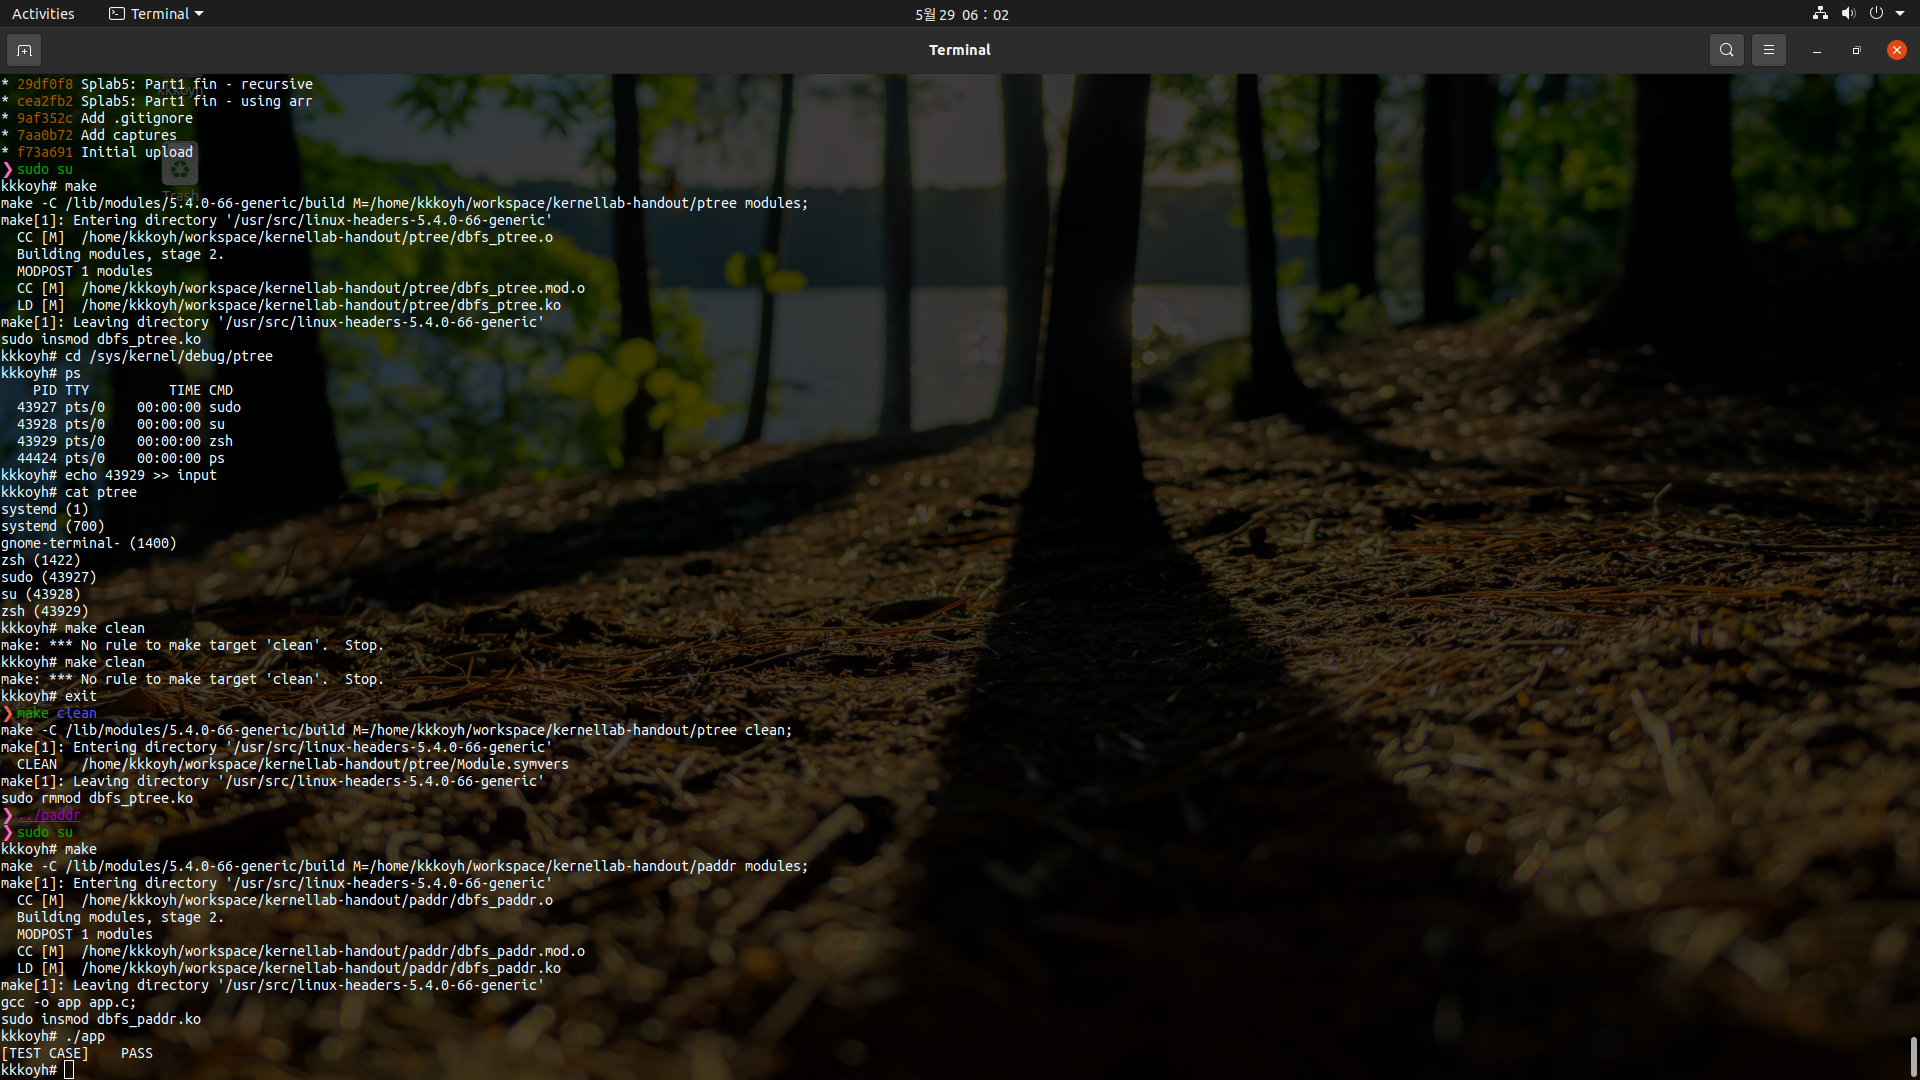 Activities
Terminal
5월 29 06 : 02
Terminal
* 29df0f8 Splab5: Part1 fin - recursive
* cea2fb2 Splab5: Part1 fin - using arr
* 9af352c Add .gitignore
* 7aa0b72 Add captures
* f73a691 Initial upload
❯ sudo su
Trash
kkkoyh# make
make -C /lib/modules/5.4.0-66-generic/build M=/home/kkkoyh/workspace/kernellab-handout/ptree modules;
make[1]: Entering directory '/usr/src/linux-headers-5.4.0-66-generic'
  CC [M]  /home/kkkoyh/workspace/kernellab-handout/ptree/dbfs_ptree.o
  Building modules, stage 2.
  MODPOST 1 modules
  CC [M]  /home/kkkoyh/workspace/kernellab-handout/ptree/dbfs_ptree.mod.o
  LD [M]  /home/kkkoyh/workspace/kernellab-handout/ptree/dbfs_ptree.ko
make[1]: Leaving directory '/usr/src/linux-headers-5.4.0-66-generic'
sudo insmod dbfs_ptree.ko
kkkoyh# cd /sys/kernel/debug/ptree
kkkoyh# ps
    PID TTY          TIME CMD
  43927 pts/0    00:00:00 sudo
  43928 pts/0    00:00:00 su
  43929 pts/0    00:00:00 zsh
  44424 pts/0    00:00:00 ps
kkkoyh# echo 43929 >> input
kkkoyh# cat ptree
systemd (1)
systemd (700)
gnome-terminal- (1400)
zsh (1422)
sudo (43927)
su (43928)
zsh (43929)
kkkoyh# make clean
make: *** No rule to make target 'clean'.  Stop.
kkkoyh# make clean
make: *** No rule to make target 'clean'.  Stop.
kkkoyh# exit
❯ make clean
make -C /lib/modules/5.4.0-66-generic/build M=/home/kkkoyh/workspace/kernellab-handout/ptree clean;
make[1]: Entering directory '/usr/src/linux-headers-5.4.0-66-generic'
  CLEAN   /home/kkkoyh/workspace/kernellab-handout/ptree/Module.symvers
make[1]: Leaving directory '/usr/src/linux-headers-5.4.0-66-generic'
sudo rmmod dbfs_ptree.ko
❯ ../paddr
❯ sudo su
kkkoyh# make
make -C /lib/modules/5.4.0-66-generic/build M=/home/kkkoyh/workspace/kernellab-handout/paddr modules;
make[1]: Entering directory '/usr/src/linux-headers-5.4.0-66-generic'
  CC [M]  /home/kkkoyh/workspace/kernellab-handout/paddr/dbfs_paddr.o
  Building modules, stage 2.
  MODPOST 1 modules
  CC [M]  /home/kkkoyh/workspace/kernellab-handout/paddr/dbfs_paddr.mod.o
  LD [M]  /home/kkkoyh/workspace/kernellab-handout/paddr/dbfs_paddr.ko
make[1]: Leaving directory '/usr/src/linux-headers-5.4.0-66-generic'
gcc -o app app.c;
sudo insmod dbfs_paddr.ko
kkkoyh# ./app
[TEST CASE]    PASS
kkkoyh#